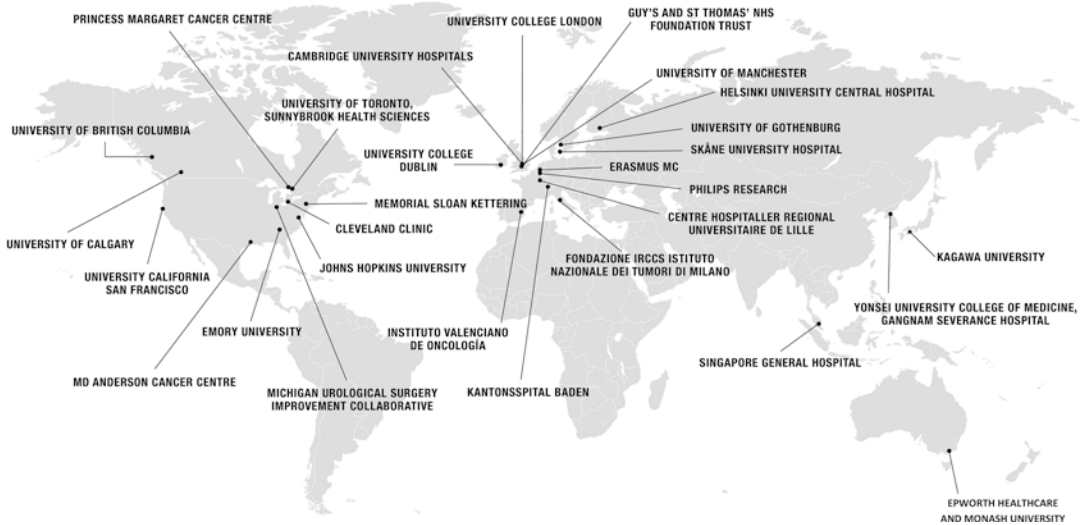 PRINCESS MARGARET CANCER CENTRE
UNIVERSITY COLLEGE LONDON
GUY'S AND ST THOMAS' NHS
FOUNDATION TRUST
CAMBRIDGE UNIVERSITY HOSPITALS
UNIVERSITY OF MANCHESTER
HELSINKI UNIVERSITY CENTRAL HOSPITAL
UNIVERSITY OF TORONTO,
SUNNYBROOK HEALTH SCIENCES
UNIVERSITY OF BRITISH COLUMBIA
UNIVERSITY OF GOTHENBURG
UNIVERSITY COLLEGE
DUBLIN
SKÅNE UNIVERSITY HOSPITAL
ERASMUS MC
PHILIPS RESEARCH
MEMORIAL SLOAN KETTERING
CENTRE HOSPITALLER REGIONAL
UNIVERSITAIRE DE LILLE
CLEVELAND CLINIC
UNIVERSITY OF CALGARY
FONDAZIONE IRCCS ISTITUTO
NAZIONALE DEI TUMORI DI MILANO
KAGAWA UNIVERSITY
JOHNS HOPKINS UNIVERSITY
UNIVERSITY CALIFORNIA
SAN FRANCISCO
YONSEI UNIVERSITY COLLEGE OF MEDICINE,
GANGNAM SEVERANCE HOSPITAL
EMORY UNIVERSITY
INSTITUTO VALENCIANO
DE ONCOLOGÍA
SINGAPORE GENERAL HOSPITAL
MD ANDERSON CANCER CENTRE
MICHIGAN UROLOGICAL SURGERY
IMPROVEMENT COLLABORATIVE
KANTONSSPITAL BADEN
EPWORTH HEALTHCARE
AND MONASH UNIVERSITY